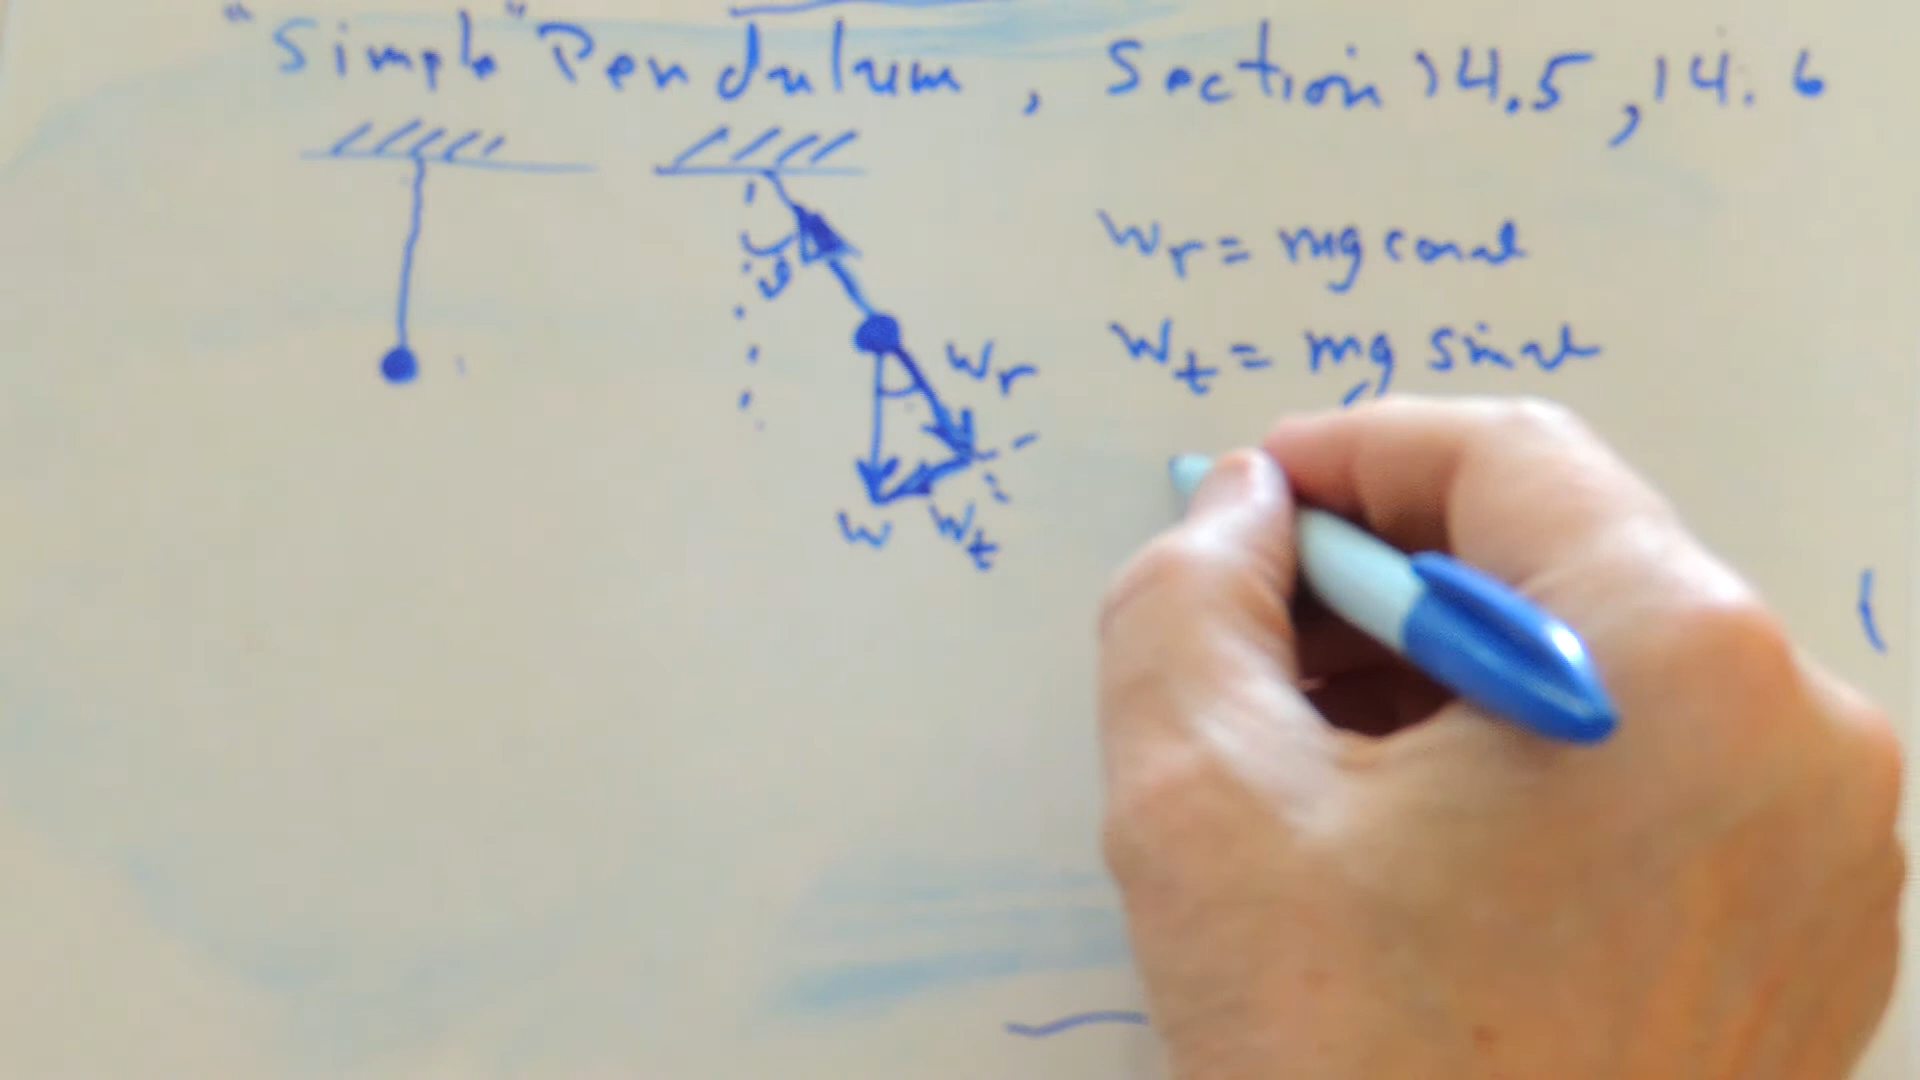 "Simple" Pendulum, Section 14.5, 14.6
ϑ
Wr
W
Wt
Wr = mg cosϑ
Wt = mg sinϑ